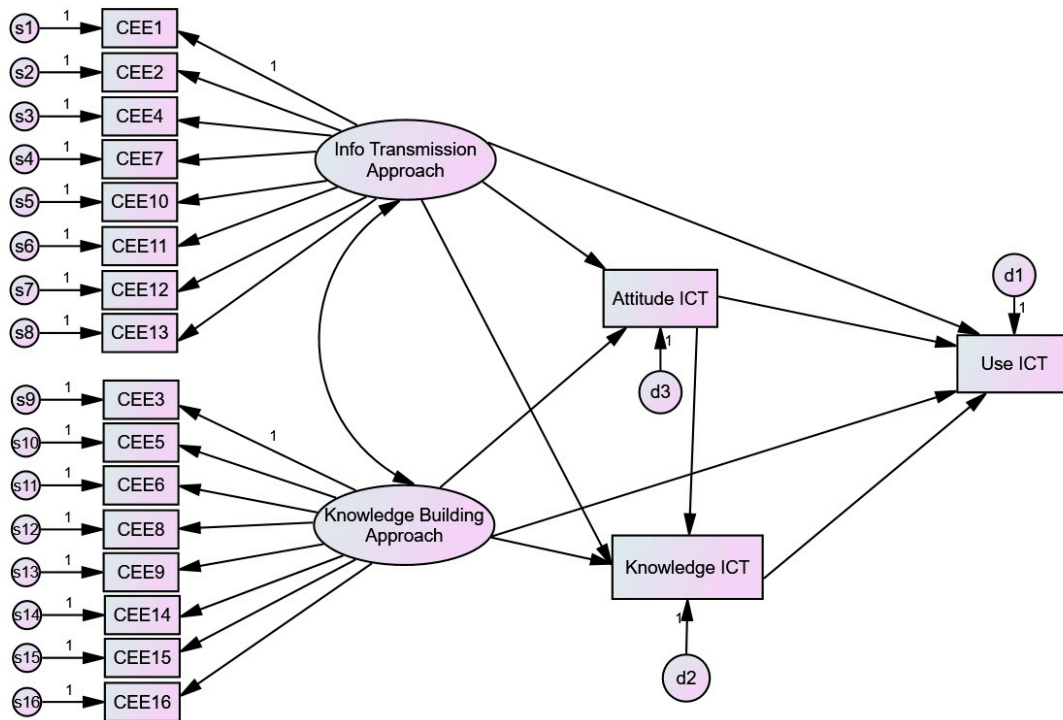 s1
1
CEE1
s2
1
CEE2
s3
1
CEE4
s4
1
CEE7
s5
1
CEE10
s6
1
CEE11
s7
1
CEE12
s8
1
CEE13
1
Info Transmission
Approach
s9
1
CEE3
s10
1
CEE5
s11
1
CEE6
s12
1
CEE8
s13
1
CEE9
s14
1
CEE14
s15
1
CEE15
s16
1
CEE16
1
Knowledge Building
Approach
Attitude ICT
1
d3
Knowledge ICT
1
d2
d1
1
Use ICT